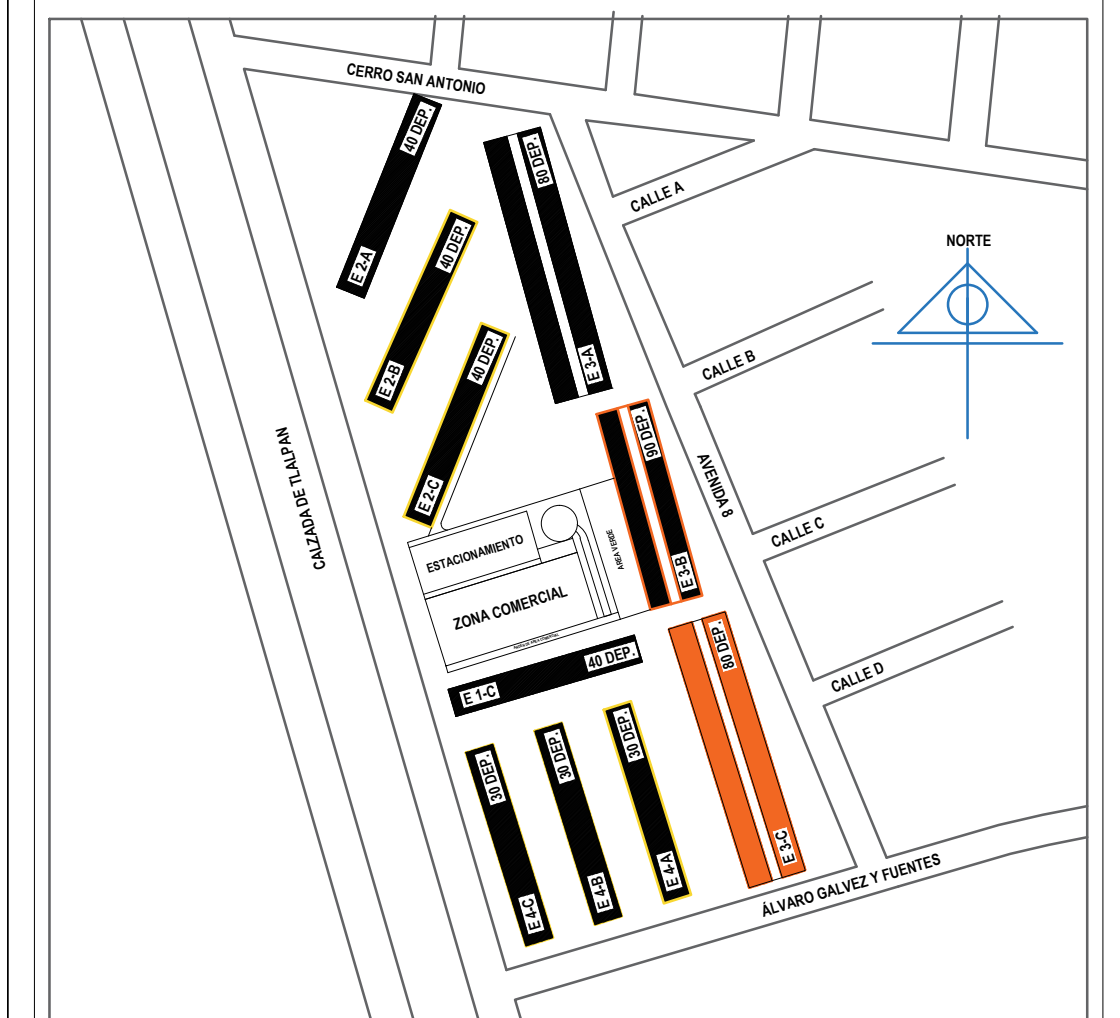 CERRO SAN ANTONIO
40 DEP.
E 2-A
80 DEP.
E 3-A
CALLE A
40 DEP.
E 2-B
NORTE
40 DEP.
E 2-C
CALLE B
90 DEP.
E 3-B
AVENIDA 8
CALZADA DE TLALPAN
CALLE C
ESTACIONAMIENTO
AREA VERDE
ZONA COMERCIAL
40 DEP.
E 1-C
80 DEP.
E 3-C
CALLE D
30 DEP.
E 4-C
30 DEP.
E 4-B
30 DEP.
E 4-A
ÁLVARO GALVEZ Y FUENTES